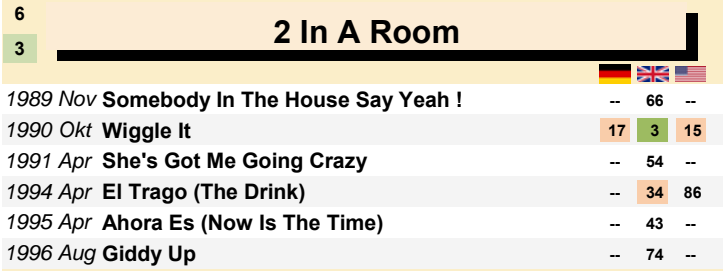 6
3
2 In A Room
1989 Nov Somebody In The House Say Yeah ! -- 66 --
1990 Okt Wiggle It 17 3 15
1991 Apr She's Got Me Going Crazy -- 54 --
1994 Apr El Trago (The Drink) -- 34 86
1995 Apr Ahora Es (Now Is The Time) -- 43 --
1996 Aug Giddy Up -- 74 --